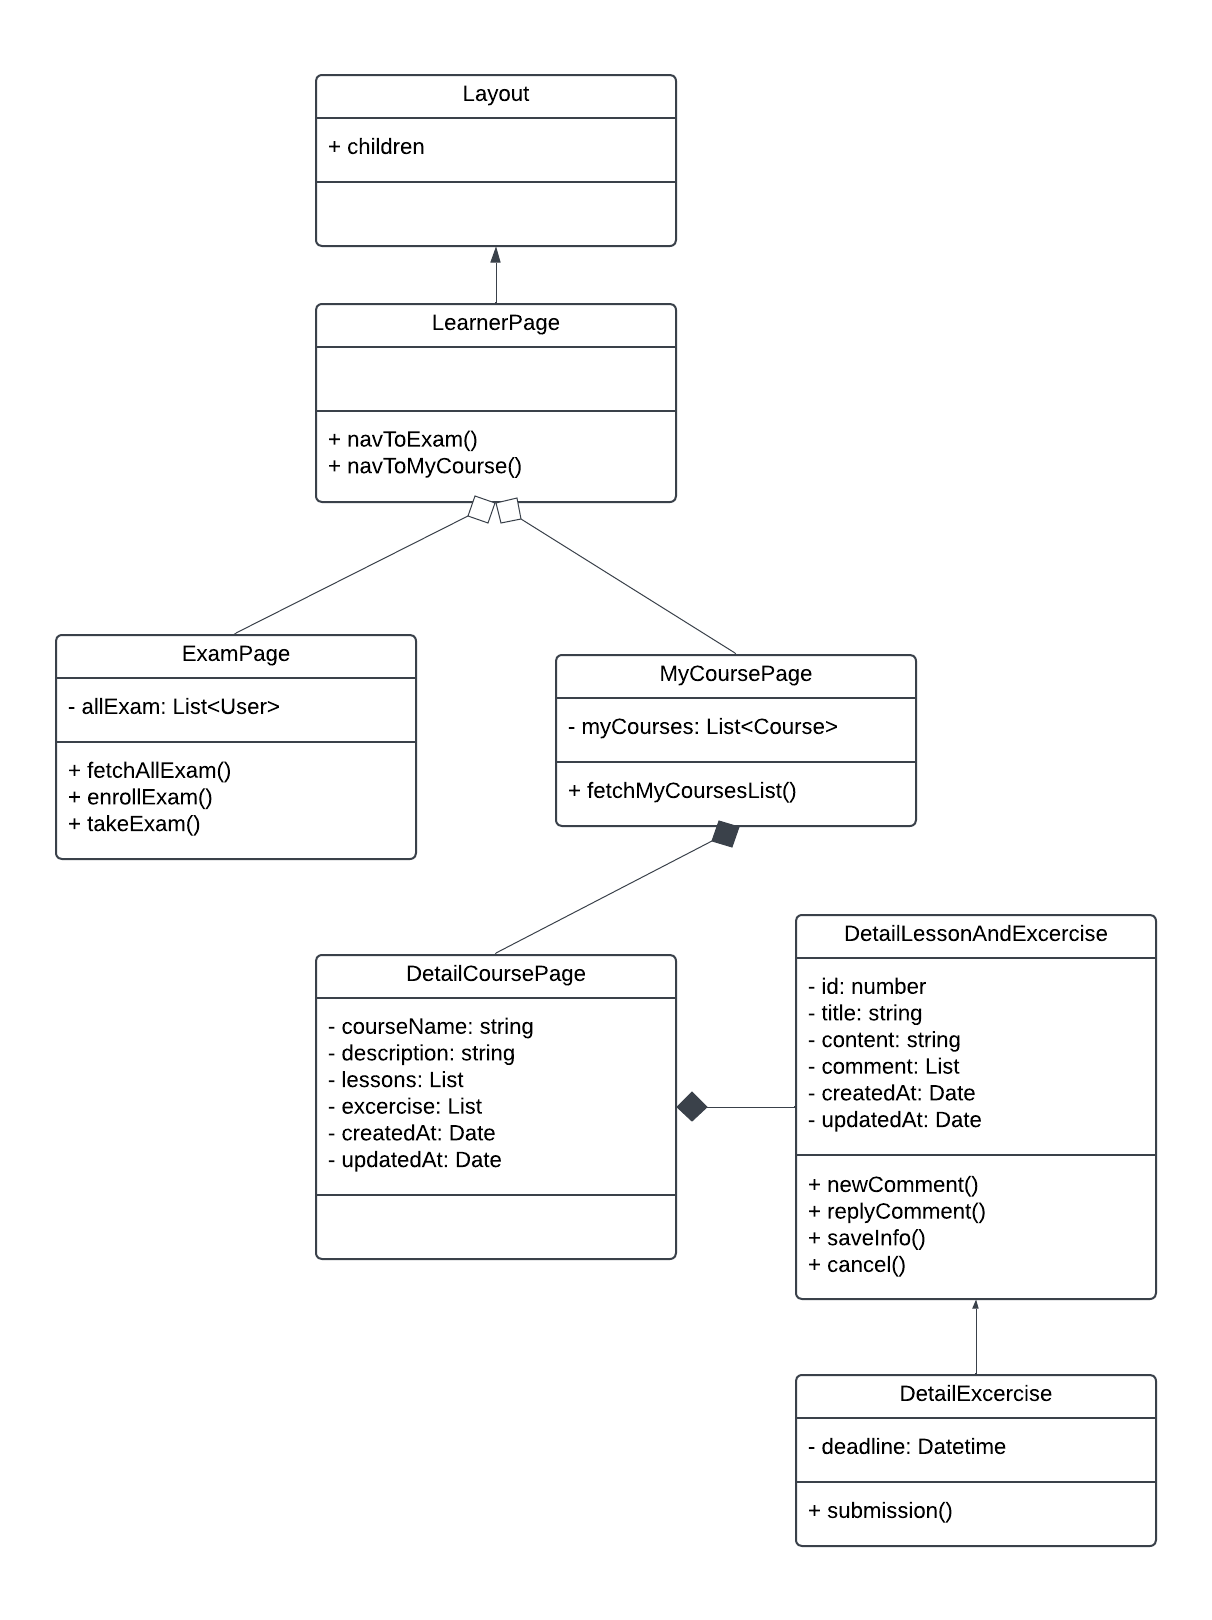 Layout
+ children
LearnerPage
+ navToExam()
+ navToMyCourse()
ExamPage
- allExam: List<User>
+ fetchAllExam()
+ enrollExam()
+ takeExam()
MyCoursePage
- myCourses: List<Course>
+ fetchMyCoursesList()
DetailCoursePage
- courseName: string
- description: string
- lessons: List
- excercise: List
- createdAt: Date
- updatedAt: Date
DetailLessonAndExcercise
- id: number
- title: string
- content: string
- comment: List
- createdAt: Date
- updatedAt: Date
+ newComment()
+ replyComment()
+ saveInfo()
+ cancel()
DetailExcercise
- deadline: Datetime
+ submission()